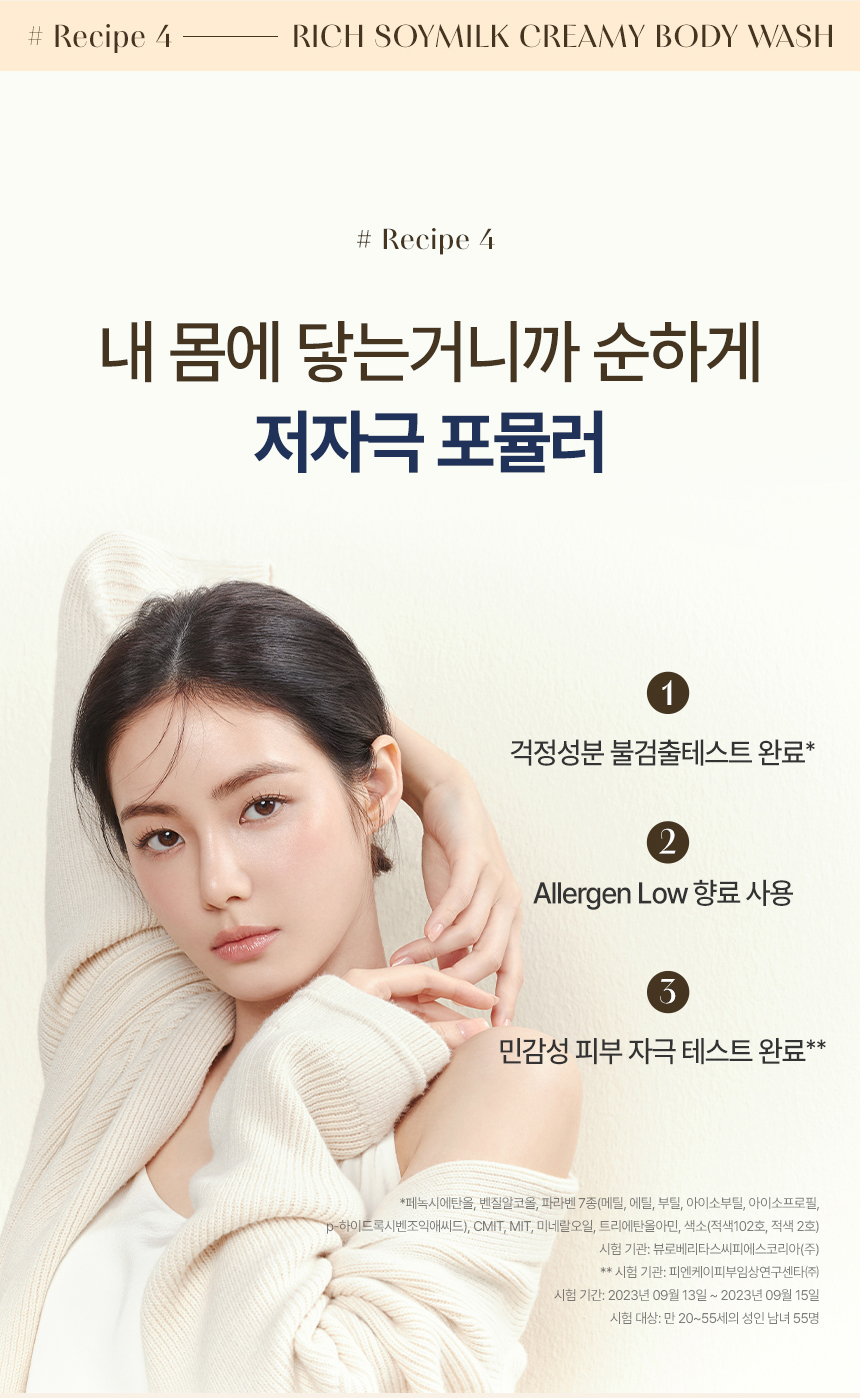 # Recipe 4 RICH SOYMILK CREAMY BODY WASH
# Recipe 4
내 몸에 닿는거니까 순하게
저자극 포뮬러
1
걱정성분 불검출테스트 완료*
2
Allergen Low 향료 사용
3
민감성 피부 자극 테스트 완료**
*페녹시에탄올, 벤질알코올, 파라벤 7종(메틸, 에틸, 부틸, 아이소부틸, 아이소프로필,
p-하이드록시벤조익애씨드), CMIT, MIT, 미네랄오일, 트리에탄올아민, 색소(적색102호, 적색 2호)
시험 기관: 뷰로베리타스씨피에스코리아(주)
** 시험 기관: 피엔케이피부임상연구센타㈜
시험 기간: 2023년 09월 13일 ~ 2023년 09월 15일
시험 대상: 만 20~55세의 성인 남녀 55명